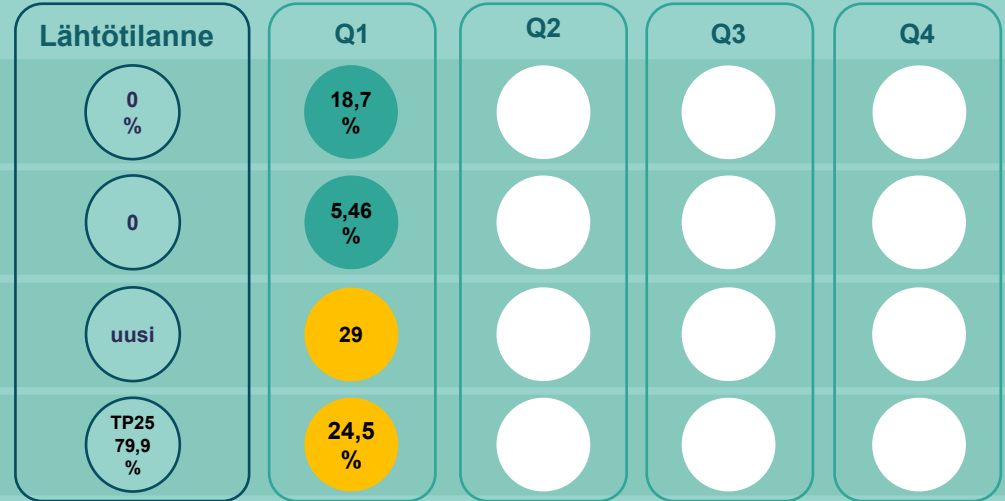 Lähtötilanne
Q1
Q2
Q3
Q4
0
%
18,7
%
0
5,46
%
uusi
29
TP25
79,9
%
24,5
%